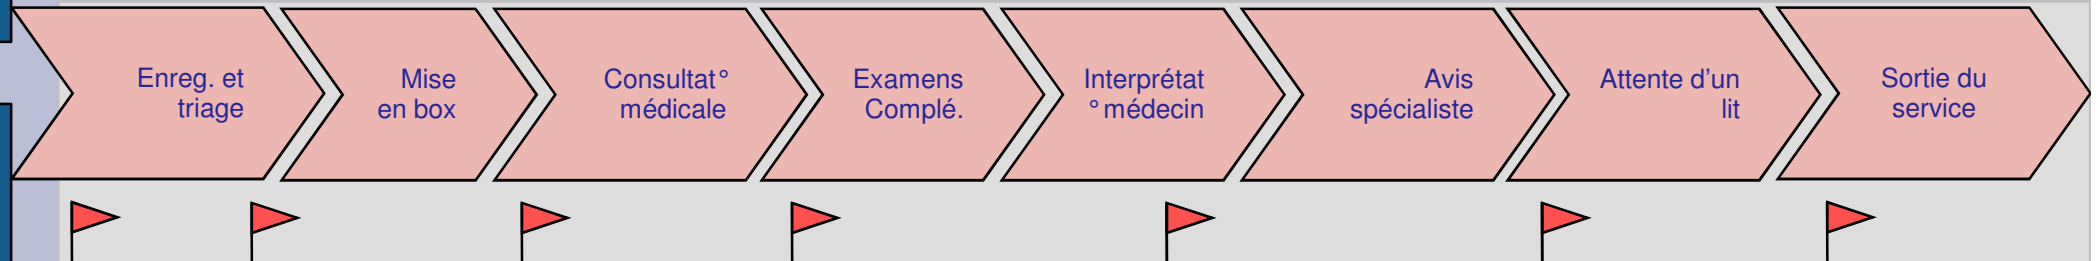 Enreg. et
triage
Mise
en box
Consultat°
médicale
Examens
Complé.
Interprétat
°médecin
Avis
spécialiste
Attente d'un
lit
Sortie du
service